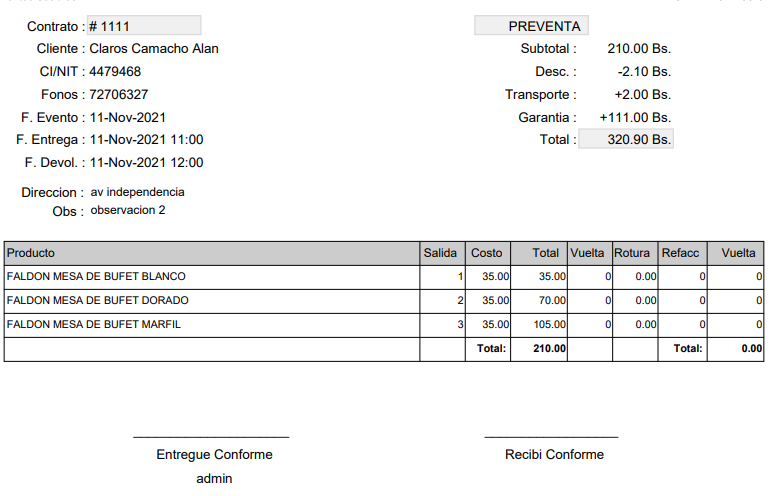 Contrato : # 1111
PREVENTA
Cliente : Claros Camacho Alan
Subtotal : 210.00 Bs.
CI/NIT : 4479468
Desc. : -2.10 Bs.
Fonos : 72706327
Transporte : +2.00 Bs.
F. Evento : 11-Nov-2021
Garantia : +111.00 Bs.
F. Entrega : 11-Nov-2021 11:00
Total : 320.90 Bs.
F. Devol. : 11-Nov-2021 12:00
Direccion : av independencia
Obs : observacion 2
Producto Salida Costo Total Vuelta Rotura Refacc Vuelta
FALDON MESA DE BUFET BLANCO 1 35.00 35.00 0 0.00 0 0
FALDON MESA DE BUFET DORADO 2 35.00 70.00 0 0.00 0 0
FALDON MESA DE BUFET MARFIL 3 35.00 105.00 0 0.00 0 0
Total: 210.00 Total: 0.00
Entregue Conforme
Recibi Conforme
admin